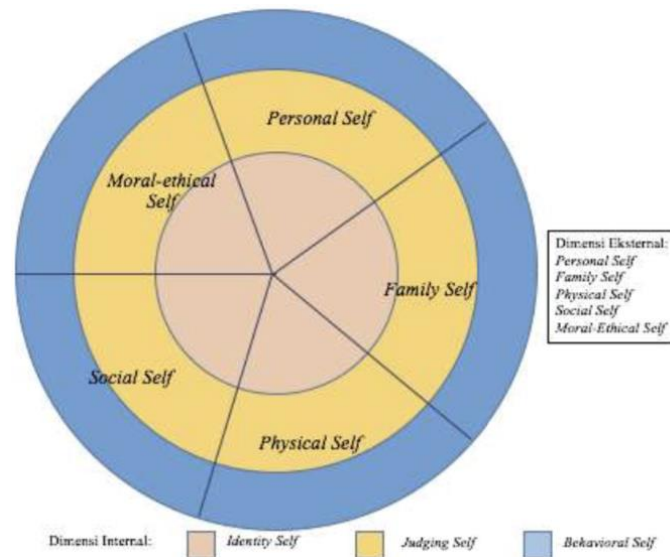 Personal Self
Moral-ethical
Self
Family Self
Social Self
Physical Self
Dimensi Eksternal:
Personal Self
Family Self
Physical Self
Social Self
Moral-Ethical Self
Dimensi Internal: Identity Self Judging Self Behavioral Self